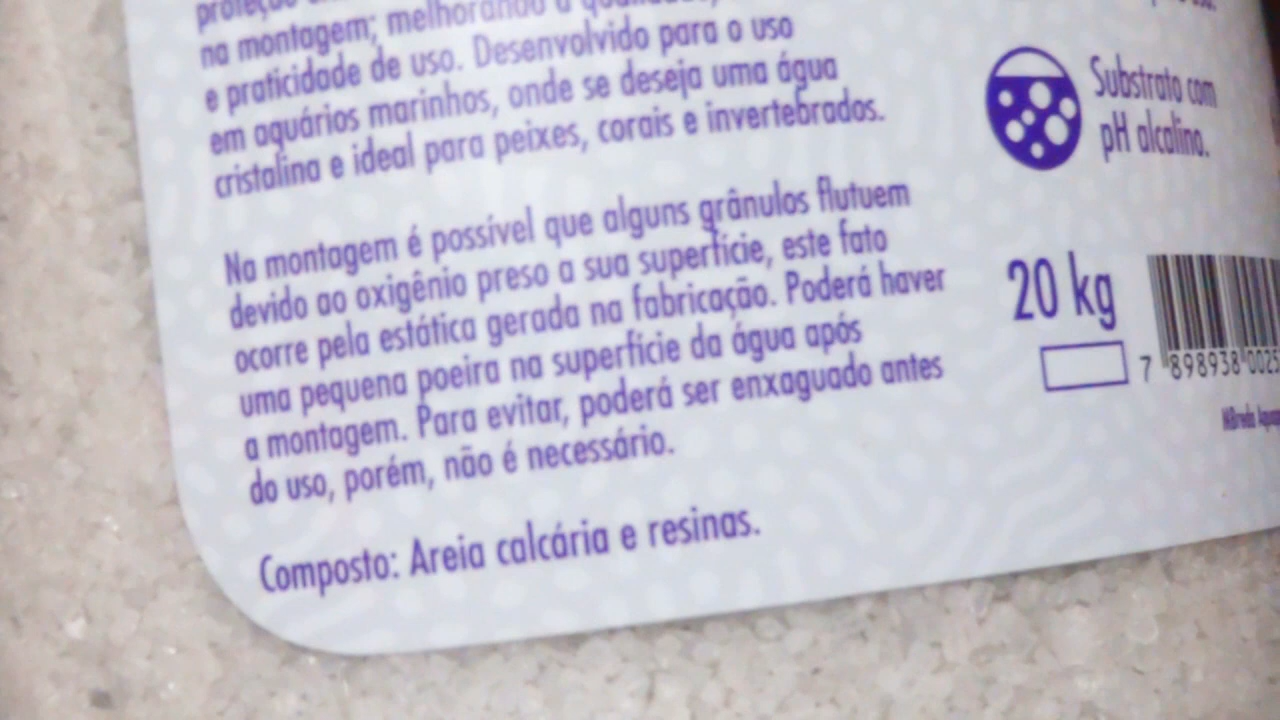 na montagem; melhorando a
e praticidade de uso. Desenvolvido para o uso
em aquários marinhos, onde se deseja uma água
cristalina e ideal para peixes, corais e invertebrados.
Na montagem é possível que alguns grânulos flutuem
devido ao oxigênio preso a sua superfície, este fato
ocorre pela estática gerada na fabricação. Poderá haver
uma pequena poeira na superfície da água após
a montagem. Para evitar, poderá ser enxaguado antes
do uso, porém, não é necessário.
Composto: Areia calcária e resinas.
Substrato com
pH alcalino.
20 kg
7 898938 0025